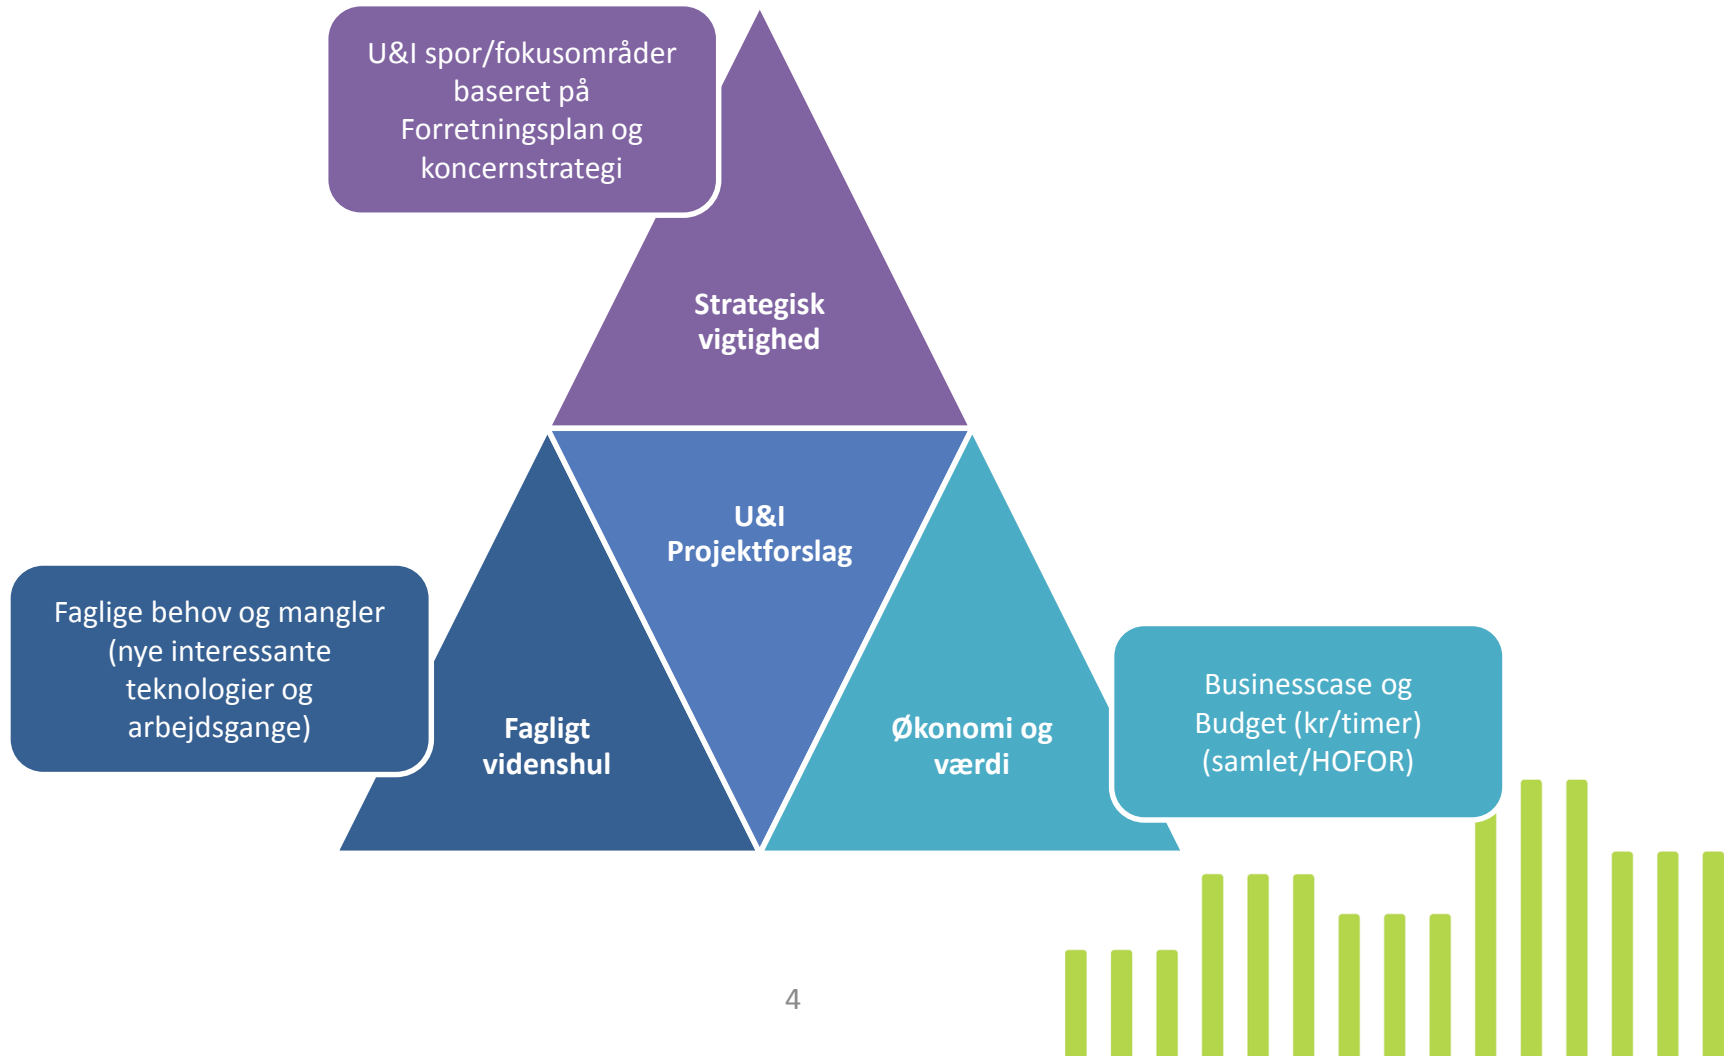 U&I spor/fokusområder
baseret på
Forretningsplan og
koncernstrategi
Strategisk
vigtighed
U&I
Projektforslag
Faglige behov og mangler
(nye interessante
teknologier og
arbejdsgange)
Fagligt
videnshul
Økonomi og
værdi
Businesscase og
Budget (kr/timer)
(samlet/HOFOR)
4